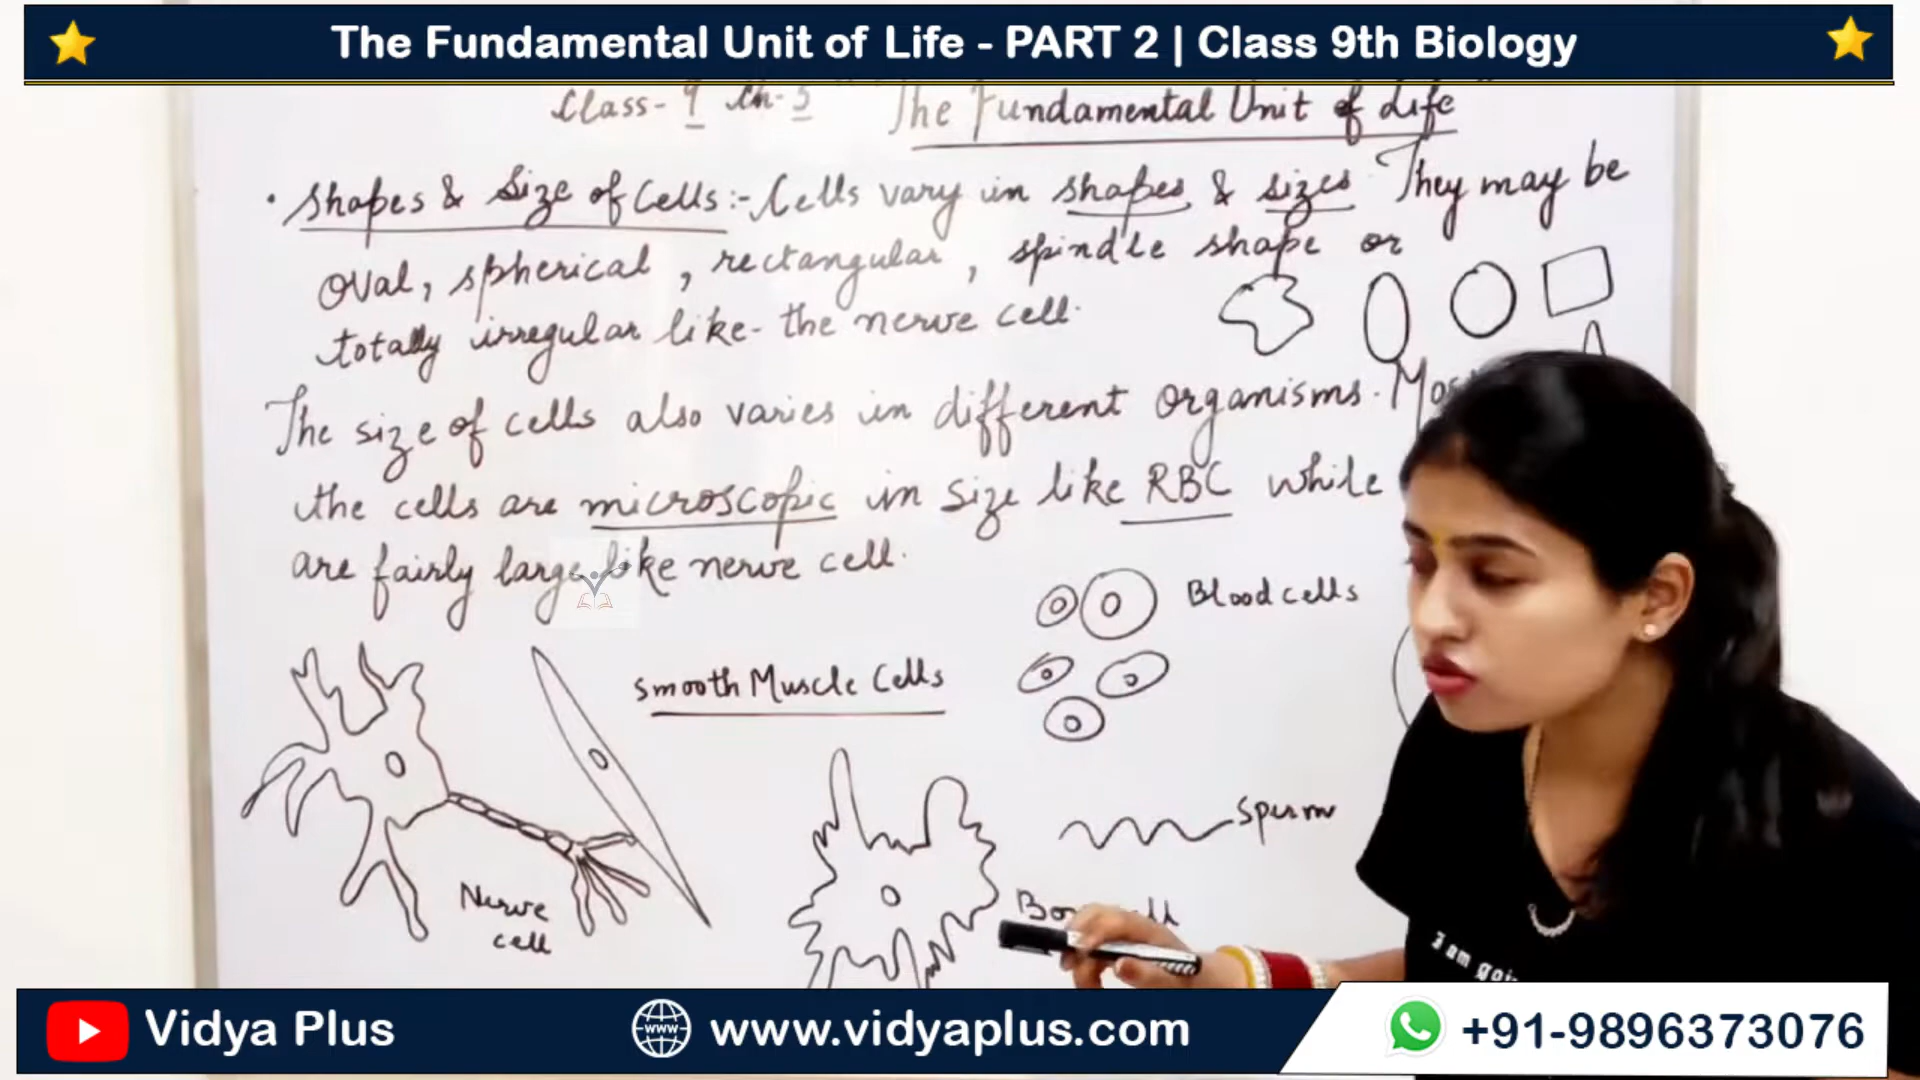 The Fundamental Unit of Life - PART 2 | Class 9th Biology
Class- 9 Ch-5 "The Fundamental Unit of Life"
• Shapes & Size of Cells:- Cells vary in shapes & sizes. They may be
oval, spherical, rectangular, spindle shape or
totally irregular like- the nerve cell.
The size of cells also varies in different organisms. Most
the cells are microscopic in size like RBC while
are fairly large like nerve cell.
Blood cells
Smooth Muscle Cells
Sperm
Nerve
cell
I am goi
Vidya Plus
www.vidyaplus.com
+91-9896373076